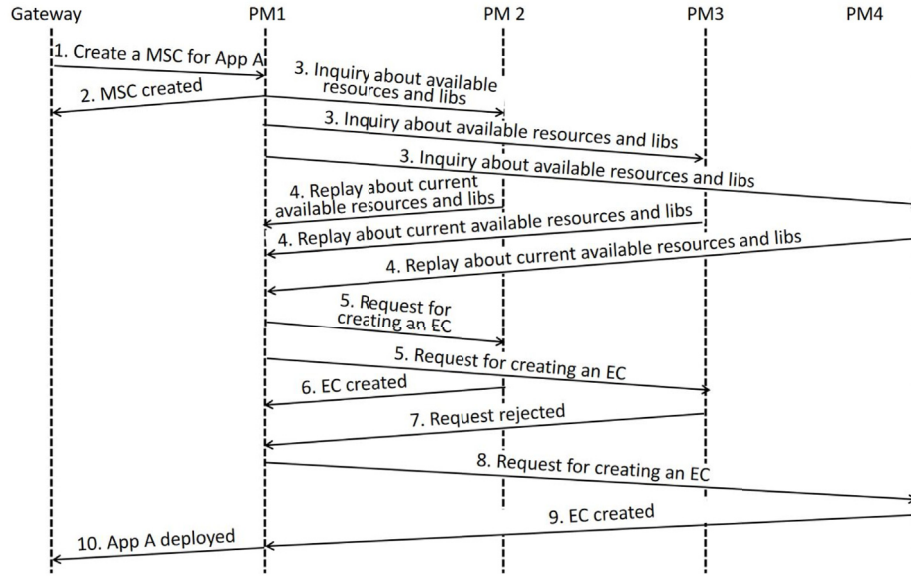 Gateway
PM1
PM 2
PM3
PM4
1. Create a MSC for App A
2. MSC created
3. Inquiry about available
resources and libs
3. Inquiry about available resources and libs
3. Inquiry about available resources and libs
4. Replay about current
available resources and libs
4. Replay about current available resources and libs
4. Replay about current available resources and libs
5. Request for
creating an EC
5. Request for creating an EC
6. EC created
7. Request rejected
8. Request for creating an EC
9. EC created
10. App A deployed